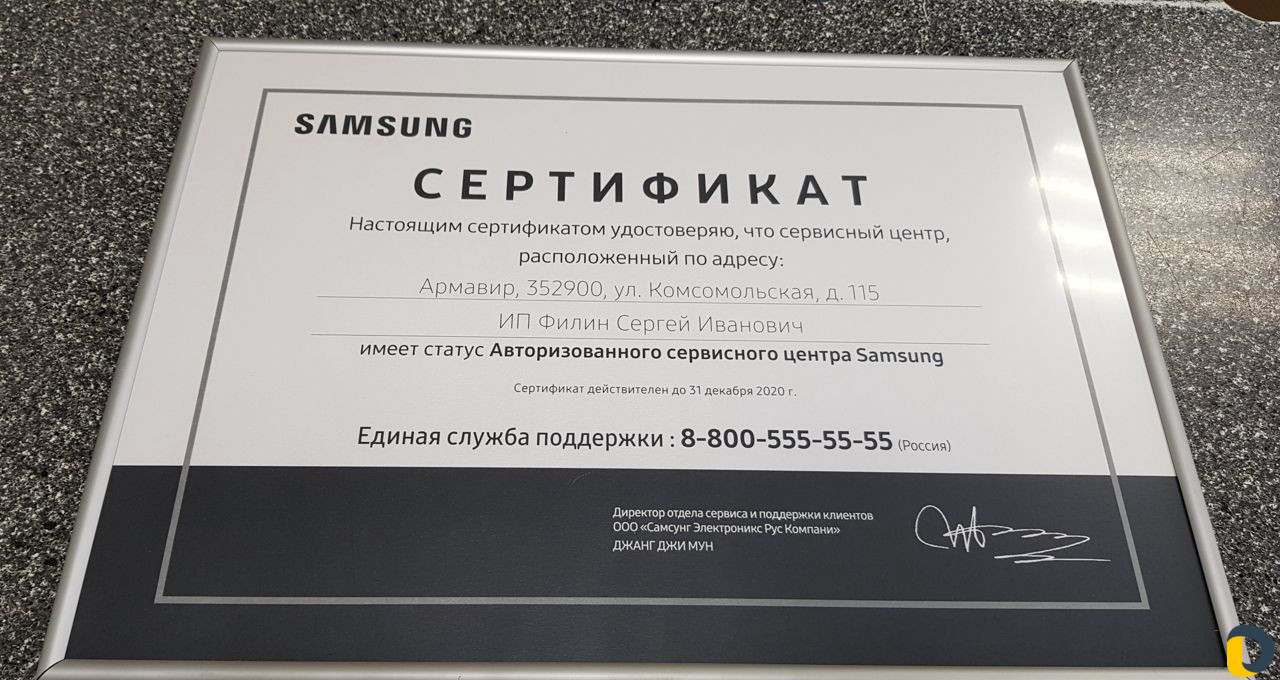 SAMSUNG
СЕРТИФИКАТ
Настоящим сертификатом удостоверяю, что сервисный центр,
расположенный по адресу:
Армавир, 352900, ул. Комсомольская, д. 115
ИП Филин Сергей Иванович
имеет статус Авторизованного сервисного центра Samsung
Сертификат действителен до 31 декабря 2020 г.
Единая служба поддержки : 8-800-555-55-55 (Россия)
Директор отдела сервиса и поддержки клиентов
ООО «Самсунг Электроникс Рус Компани»
ДЖАНГ ДЖИ МУН